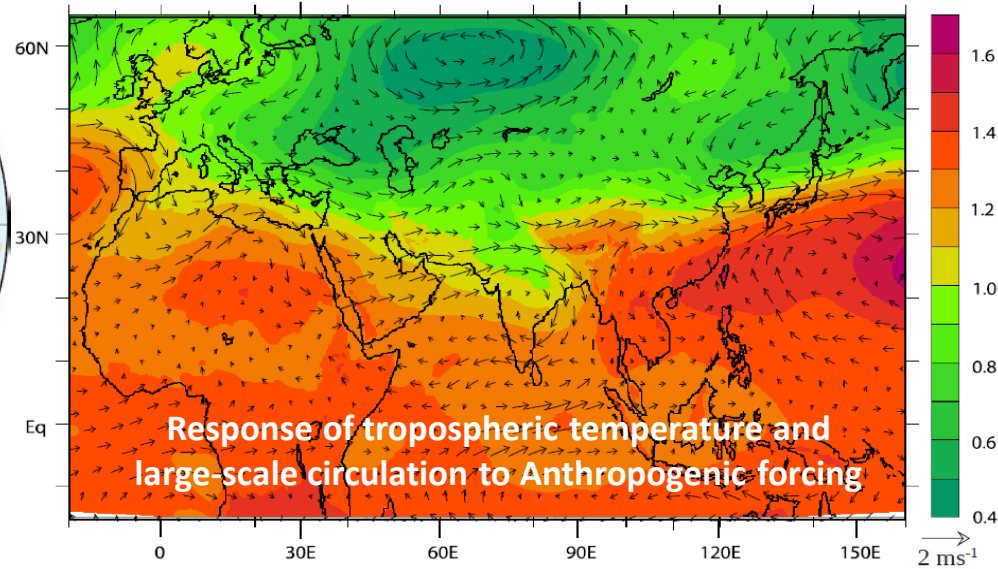 60N
30N
Eq
0
30E
60E
90E
120E
150E
1.6
1.4
1.2
1.0
0.8
0.6
0.4
2 ms-1
Response of tropospheric temperature and
large-scale circulation to Anthropogenic forcing